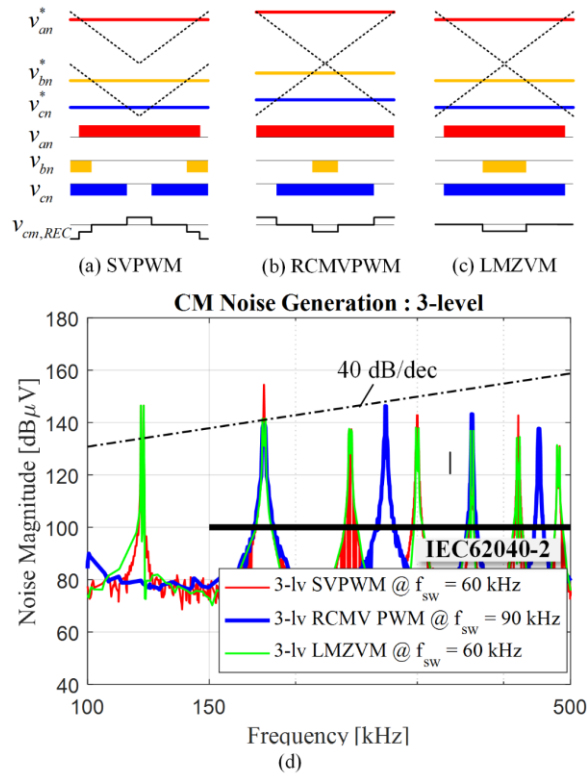 v*an
v*bn
v*cn
van
vbn
vcn
vcm,REC
(a) SVPWM (b) RCMVPWM (c) LMZVM
CM Noise Generation : 3-level
180
160
140
120
100
80
60
40
Noise Magnitude [dBμV]
40 dB/dec
IEC62040-2
3-lv SVPWM @ fsw = 60 kHz
3-lv RCMV PWM @ fsw = 90 kHz
3-lv LMZVM @ fsw = 60 kHz
100 150 500
Frequency [kHz]
(d)